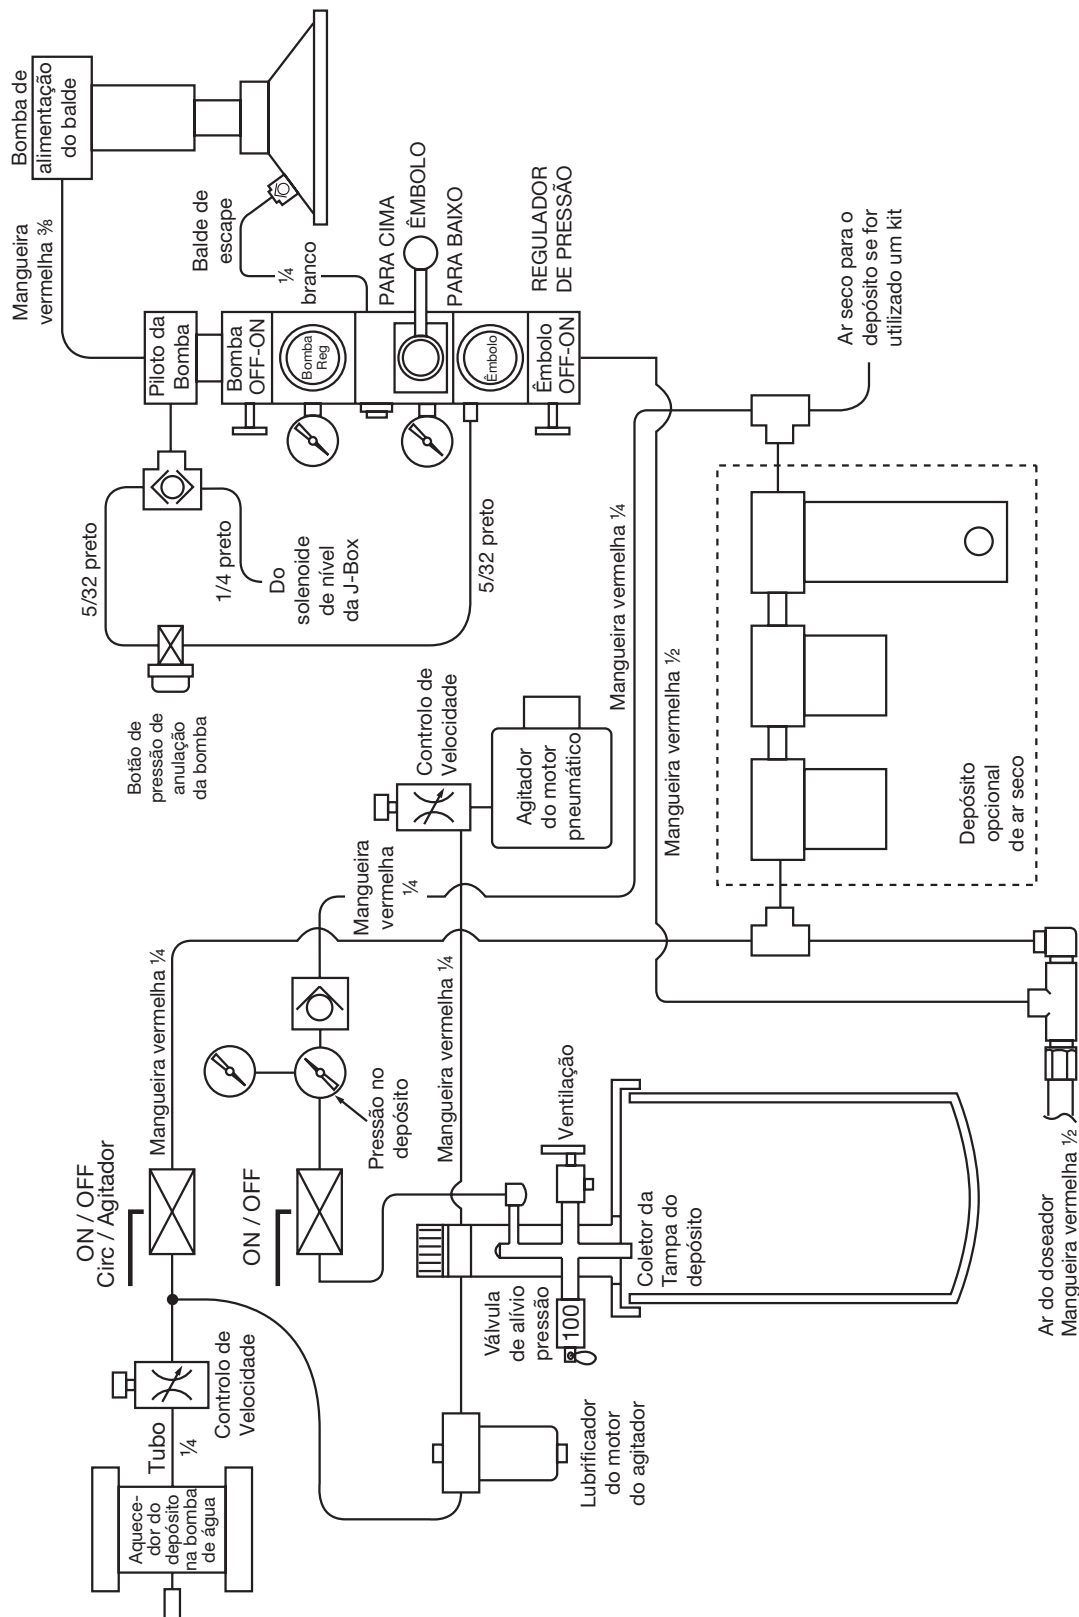 Bomba de
alimentação
do balde
Mangueira
vermelha ⅜
Balde de
escape
¼
branco
PARA CIMA
ÊMBOLO
PARA BAIXO
REGULADOR
DE PRESSÃO
Piloto da
Bomba
Bomba
OFF-ON
Bomba
Reg
Êmbolo
Êmbolo
OFF-ON
5/32 preto
1/4 preto
Do
solenoide
de nível
da J-Box
5/32 preto
Botão de
pressão de
anulação
da bomba
Ar seco para o
depósito se for
utilizado um kit
Mangueira vermelha ¼
Mangueira vermelha ½
Controlo de
Velocidade
Agitador
do motor
pneumático
Depósito
opcional
de ar seco
Mangueira
vermelha
¼
Mangueira vermelha ¼
Mangueira vermelha ¼
Pressão no
depósito
ON / OFF
Circ / Agitador
ON / OFF
Ventilação
Coletor da
Tampa do
depósito
Válvula
de alívio
pressão
100
Ar do doseador
Mangueira vermelha ½
Controlo de
Velocidade
Tubo
¼
Aquece-
dor do
depósito
na bomba
de água
Lubrificador
do motor
do agitador